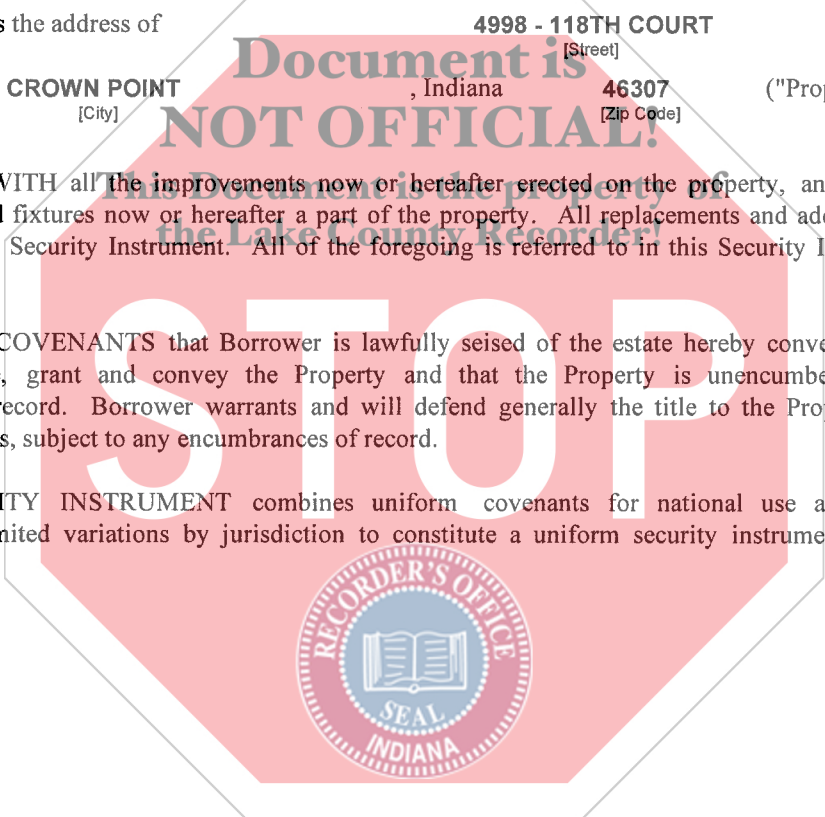 s the address of 4998 - 118TH COURT
[Street]
Document is
CROWN POINT , Indiana 46307 ("Prop
[City] [Zip Code]
NOT OFFICIAL!
WITH all the improvements now or hereafter erected on the property, an
This Document is the property of
l fixtures now or hereafter a part of the property. All replacements and add
the Lake County Recorder!
Security Instrument. All of the foregoing is referred to in this Security I
STOP
COVENANTS that Borrower is lawfully seised of the estate hereby conve
, grant and convey the Property and that the Property is unencumbe
ecord. Borrower warrants and will defend generally the title to the Prop
s, subject to any encumbrances of record.
ITY INSTRUMENT combines uniform covenants for national use a
mited variations by jurisdiction to constitute a uniform security instrume
RECORDER'S OFFICE
SEAL
INDIANA